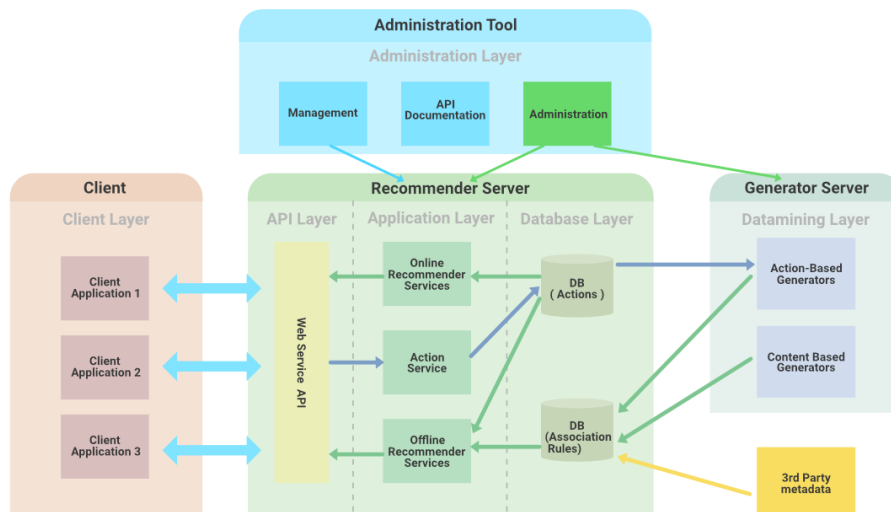 Administration Tool
Administration Layer
Management
API
Documentation
Administration
Client
Client Layer
Client
Application 1
Client
Application 2
Client
Application 3
Recommender Server
API Layer
Application Layer
Database Layer
Web Service API
Online
Recommender
Services
Action
Service
Offline
Recommender
Services
DB
( Actions )
DB
(Association
Rules)
Generator Server
Datamining Layer
Action-Based
Generators
Content Based
Generators
3rd Party
metadata